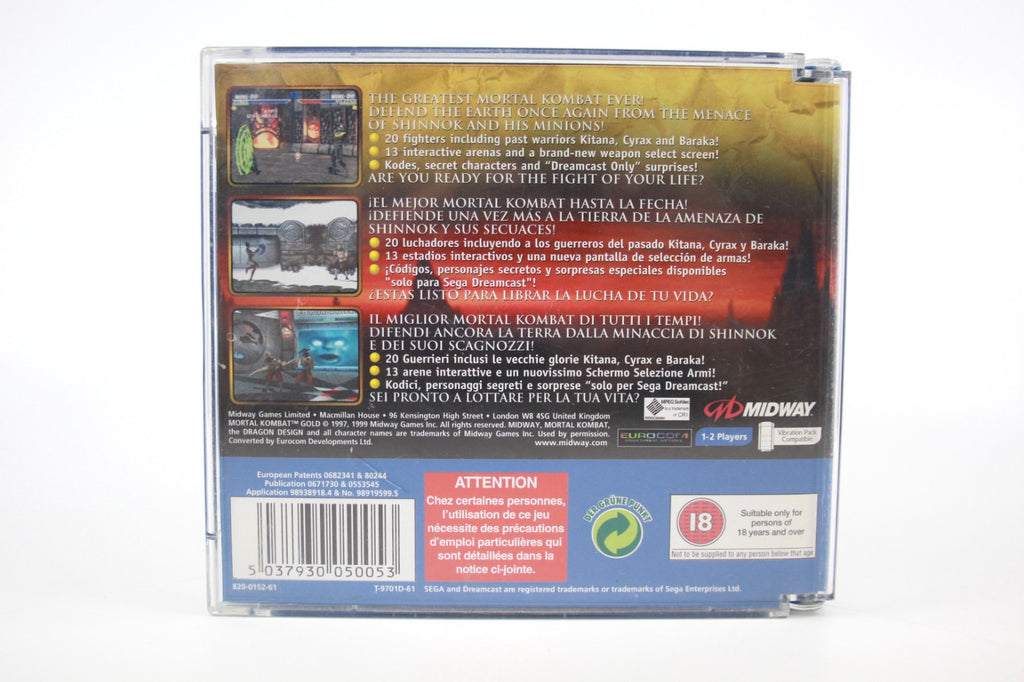 THE GREATEST MORTAL KOMBAT EVER!
DEFEND THE EARTH ONCE AGAIN FROM THE MENACE
OF SHINNOK AND HIS MINIONS!
20 fighters including past warriors Kitana, Cyrax and Baraka!
13 interactive arenas and a brand-new weapon select screen!
Kodes, secret characters and "Dreamcast Only" surprises!
ARE YOU READY FOR THE FIGHT OF YOUR LIFE?
¡EL MEJOR MORTAL KOMBAT HASTA LA FECHA!
¡DEFIENDE UNA VEZ MÁS A LA TIERRA DE LA AMENAZA DE
SHINNOK Y SUS SECUACES!
20 luchadores incluyendo a los guerreros del pasado Kitana, Cyrax y Baraka!
13 estadios interactivos y una nueva pantalla de selección de armas!
¡Códigos, personajes secretos y sorpresas especiales disponibles
"solo para Sega Dreamcast"!
¿ESTAS LISTO PARA LIBRAR LA LUCHA DE TU VIDA?
IL MIGLIOR MORTAL KOMBAT DI TUTTI I TEMPI!
DIFENDI ANCORA LA TERRA DALLA MINACCIA DI SHINNOK
E DEI SUOI SCAGNOZZI!
20 Guerrieri inclusi le vecchie glorie Kitana, Cyrax e Baraka!
13 arene interattive e un nuovissimo Schermo Selezione Armi!
Kodici, personaggi segreti e sorprese "solo per Sega Dreamcast!"
SEI PRONTO A LOTTARE PER LA TUA VITA?
MPEG Sofdec
is a trademark
of CRI
MIDWAY
Midway Games Limited • Macmillan House • 96 Kensington High Street • London W8 4SG United Kingdom
MORTAL KOMBAT™ GOLD © 1997, 1999 Midway Games Inc. All rights reserved. MIDWAY, MORTAL KOMBAT,
the DRAGON DESIGN and all character names are trademarks of Midway Games Inc. Used by permission.
Converted by Eurocom Developments Ltd.
www.midway.com
EUROCOM
1-2 Players
Vibration Pack
Compatible
European Patents 0682341 & 80244
Publication 0671730 & 0553545
Application 98938918.4 & No. 98919599.5
5 037930 050053
820-0152-61
T-9701D-61
ATTENTION
Chez certaines personnes,
l'utilisation de ce jeu
nécessite des précautions
d'emploi particulières qui
sont détaillées dans la
notice ci-jointe.
DER GRÜNE PUNKT
18
Suitable only for
persons of
18 years and over
Not to be supplied to any person below that age
SEGA and Dreamcast are registered trademarks or trademarks of Sega Enterprises Ltd.